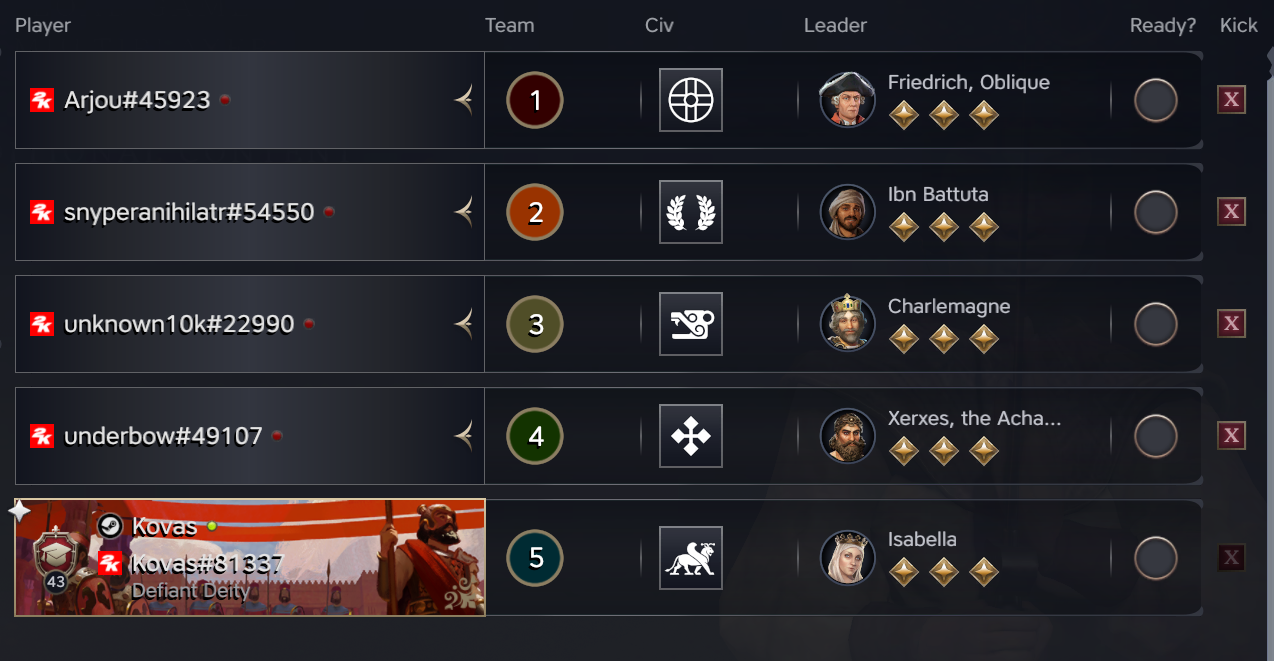 Player Team Civ Leader Ready? Kick
Arjou#45923 1 Friedrich, Oblique X
snyperanihilatr#54550 2 Ibn Battuta X
unknown10k#22990 3 Charlemagne X
underbow#49107 4 Xerxes, the Acha... X
Kovas
Kovas#81337 5 Isabella X
43 Defiant Deity